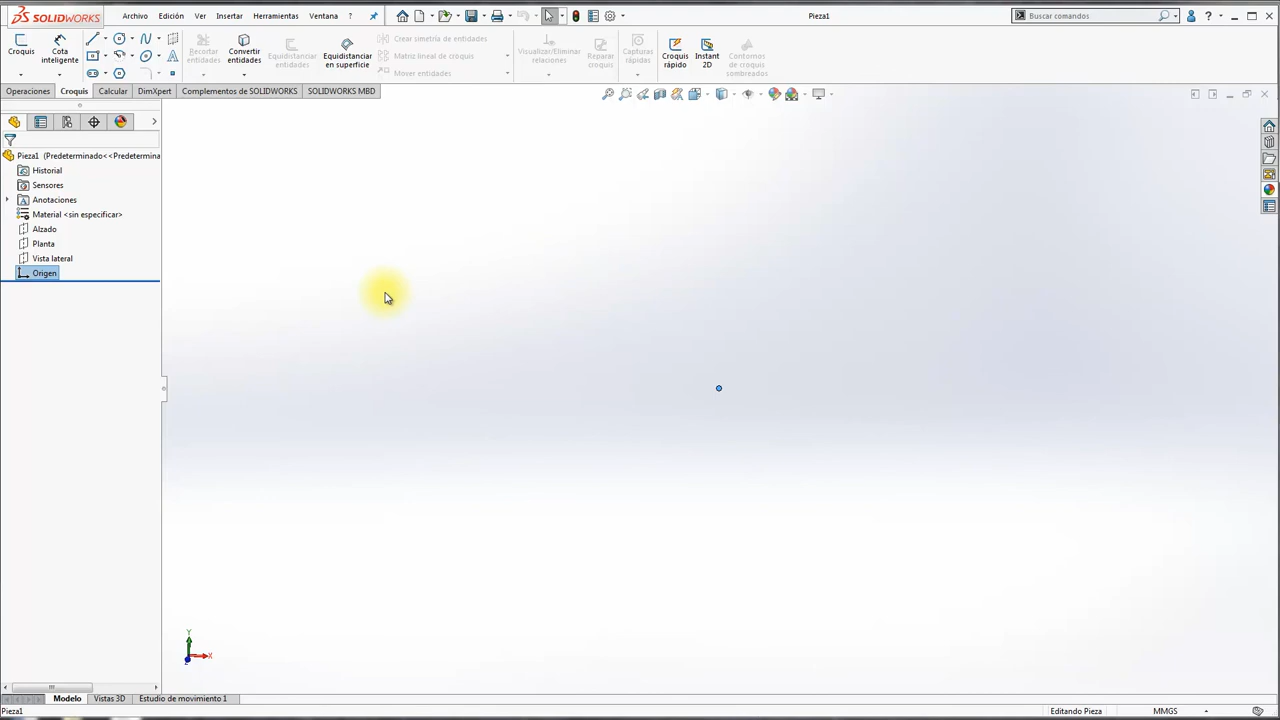 SOLIDWORKS Archivo Edición Ver Insertar Herramientas Ventana Pieza1 Buscar comandos
Croquis
Cota inteligente
Recortar entidades
Convertir entidades
Equidistanciar entidades
Equidistanciar en superficie
Crear simetría de entidades
Matriz lineal de croquis
Mover entidades
Visualizar/Eliminar relaciones
Reparar croquis
Capturas rápidas
Croquis rápido
Instant 2D
Contornos de croquis sombreados
Operaciones Croquis Calcular DimXpert Complementos de SOLIDWORKS SOLIDWORKS MBD
Pieza1 (Predeterminado<<Predetermina
Historial
Sensores
Anotaciones
Material <sin especificar>
Alzado
Planta
Vista lateral
Origen
Y
X
Z
Modelo Vistas 3D Estudio de movimiento 1
Pieza1 Editando Pieza MMGS